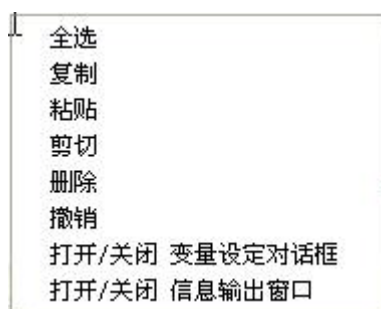 全选
复制
粘贴
剪切
删除
撤销
打开/关闭 变量设定对话框
打开/关闭 信息输出窗口